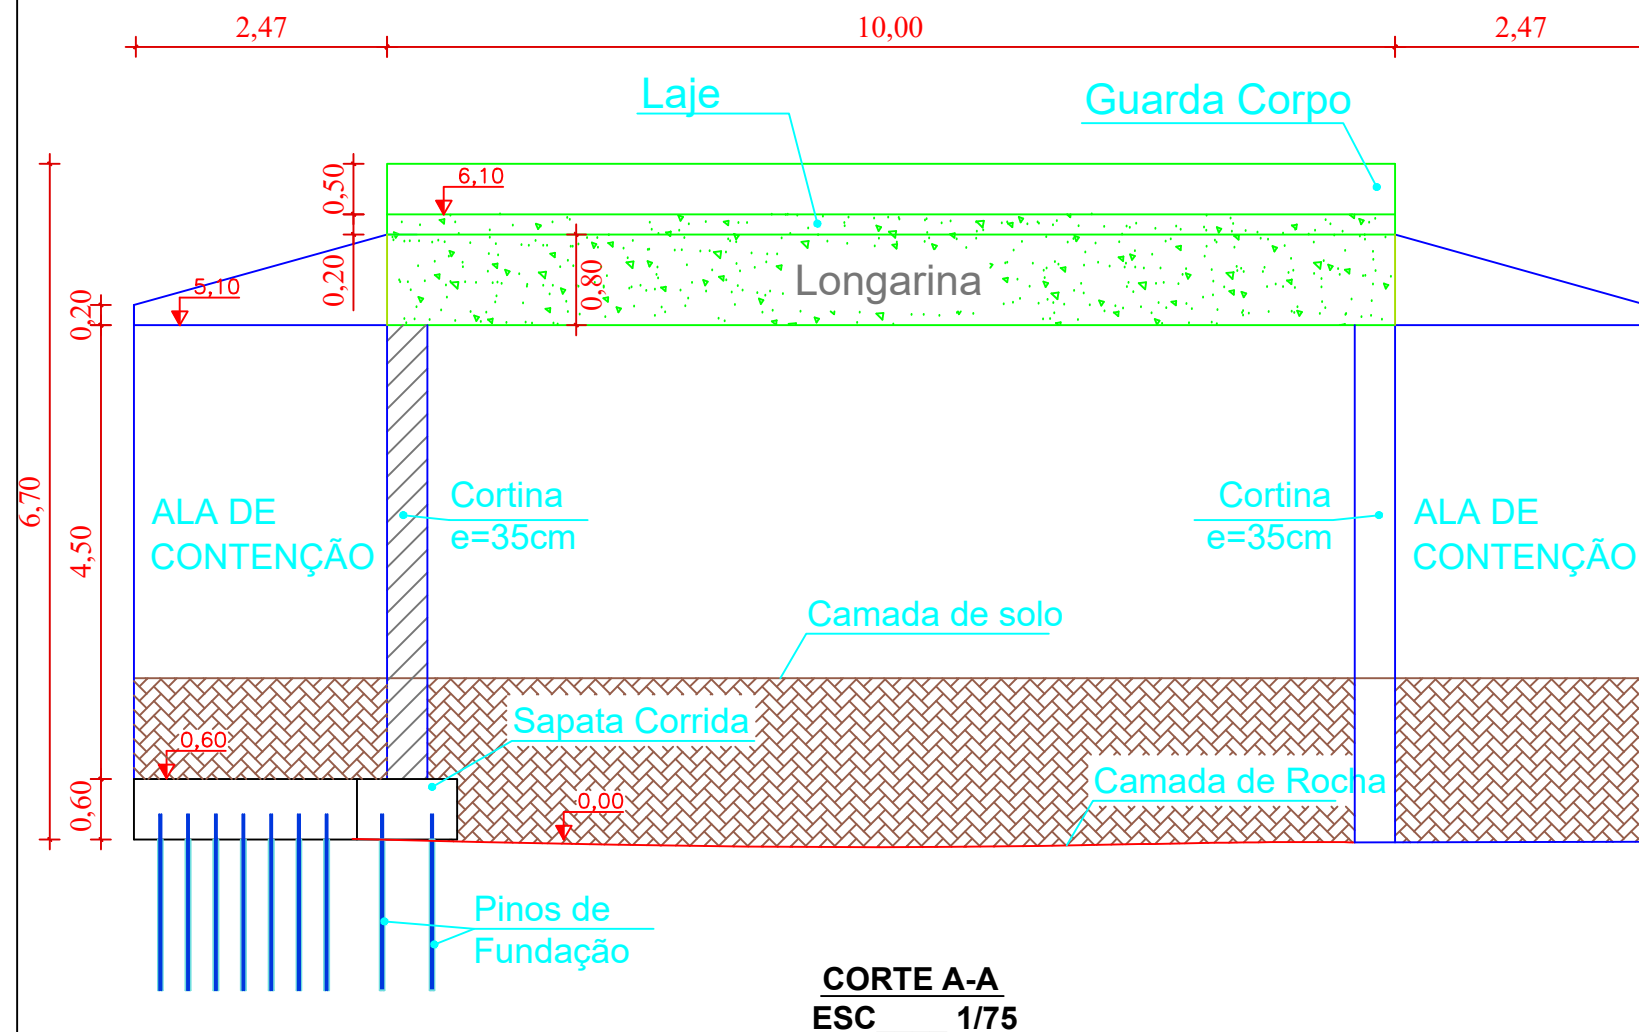 2,47
10,00
2,47
Laje
Guarda Corpo
0,50
6,10
0,20
0,80
Longarina
5,10
0,20
6,70
4,50
ALA DE
CONTENÇÃO
Cortina
e=35cm
Cortina
e=35cm
ALA DE
CONTENÇÃO
Camada de solo
Sapata Corrida
0,60
0,60
0,00
Camada de Rocha
Pinos de
Fundação
CORTE A-A
ESC 1/75